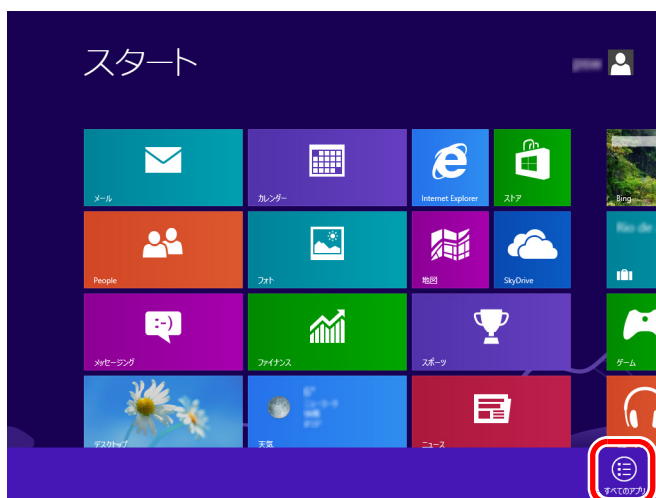 スタート
メール
カレンダー
Internet Explorer
ストア
Bing
People
フォト
地図
SkyDrive
Rio de
メッセージング
ファイナンス
スポーツ
ゲーム
デスクトップ
天気
6°
ニュース
すべてのアプリ